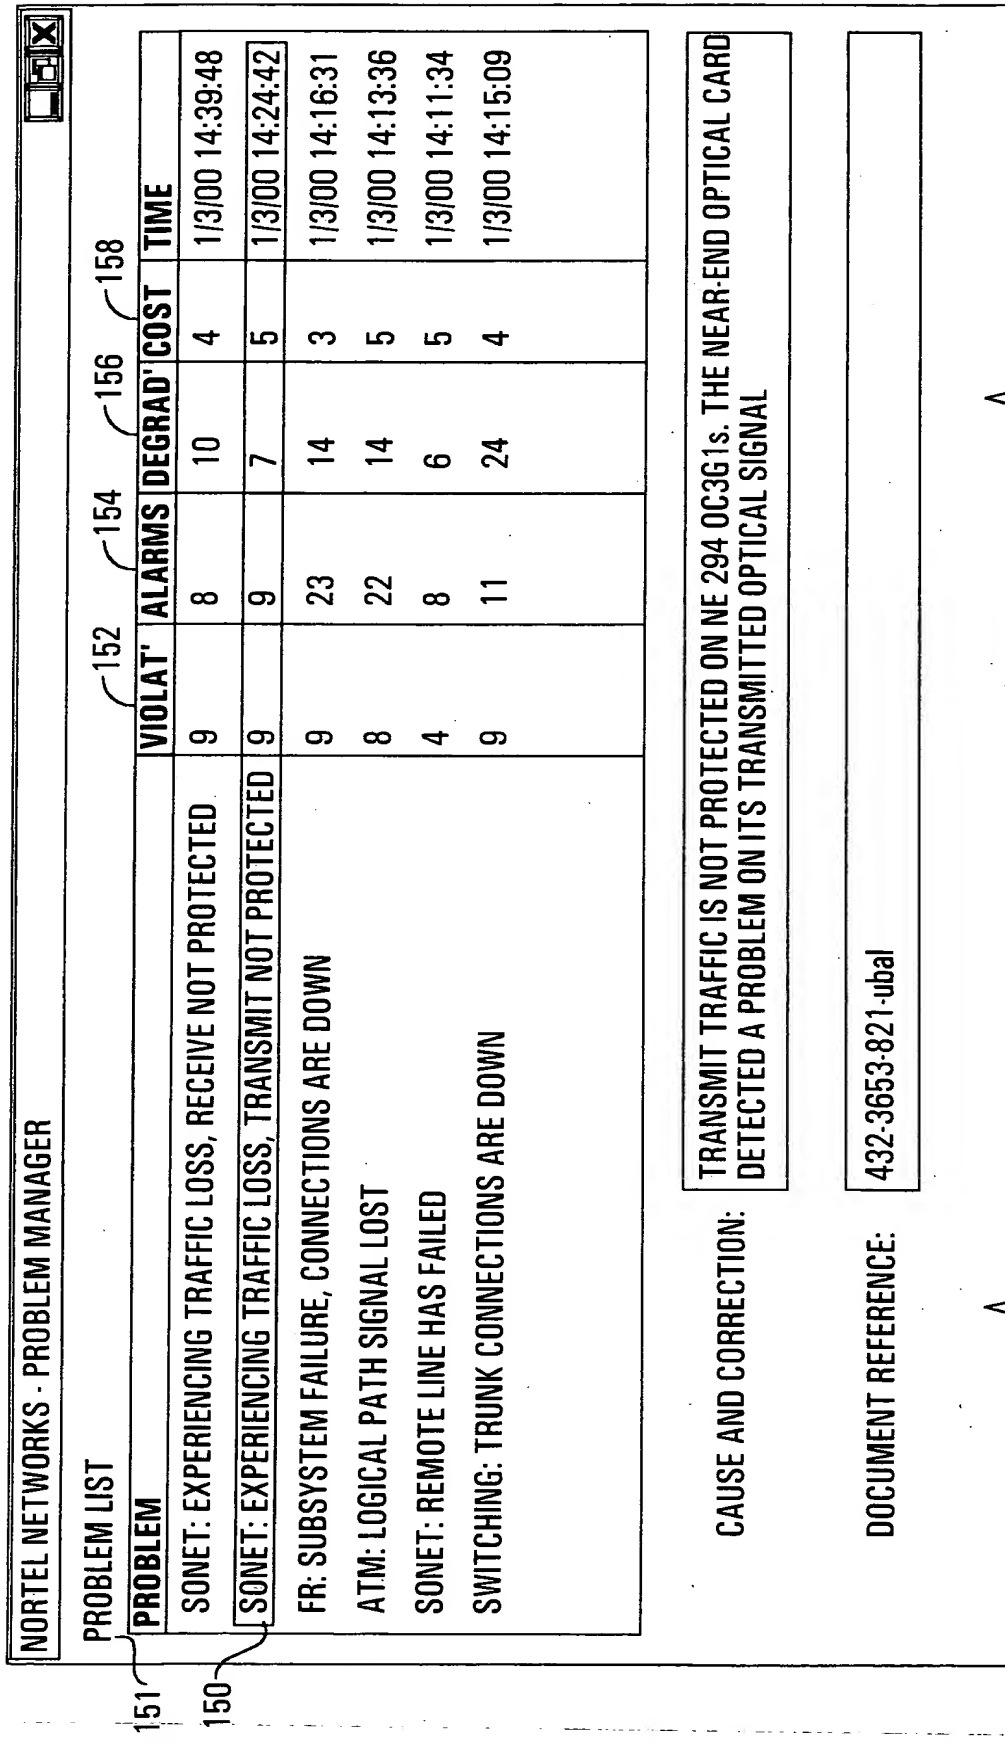 NORTEL NETWORKS - PROBLEM MANAGER
PROBLEM LIST
151
152 154 156 158
PROBLEM VIOLAT' ALARMS DEGRAD' COST TIME
SONET: EXPERIENCING TRAFFIC LOSS, RECEIVE NOT PROTECTED 9 8 10 4 1/3/00 14:39:48
150
SONET: EXPERIENCING TRAFFIC LOSS, TRANSMIT NOT PROTECTED 9 9 7 5 1/3/00 14:24:42
FR: SUBSYSTEM FAILURE, CONNECTIONS ARE DOWN 9 23 14 3 1/3/00 14:16:31
ATM: LOGICAL PATH SIGNAL LOST 8 22 14 5 1/3/00 14:13:36
SONET: REMOTE LINE HAS FAILED 4 8 6 5 1/3/00 14:11:34
SWITCHING: TRUNK CONNECTIONS ARE DOWN 9 11 24 4 1/3/00 14:15:09
CAUSE AND CORRECTION: TRANSMIT TRAFFIC IS NOT PROTECTED ON NE 294 OC3G1s. THE NEAR-END OPTICAL CARD
DETECTED A PROBLEM ON ITS TRANSMITTED OPTICAL SIGNAL
DOCUMENT REFERENCE: 432-3653-821-ubal